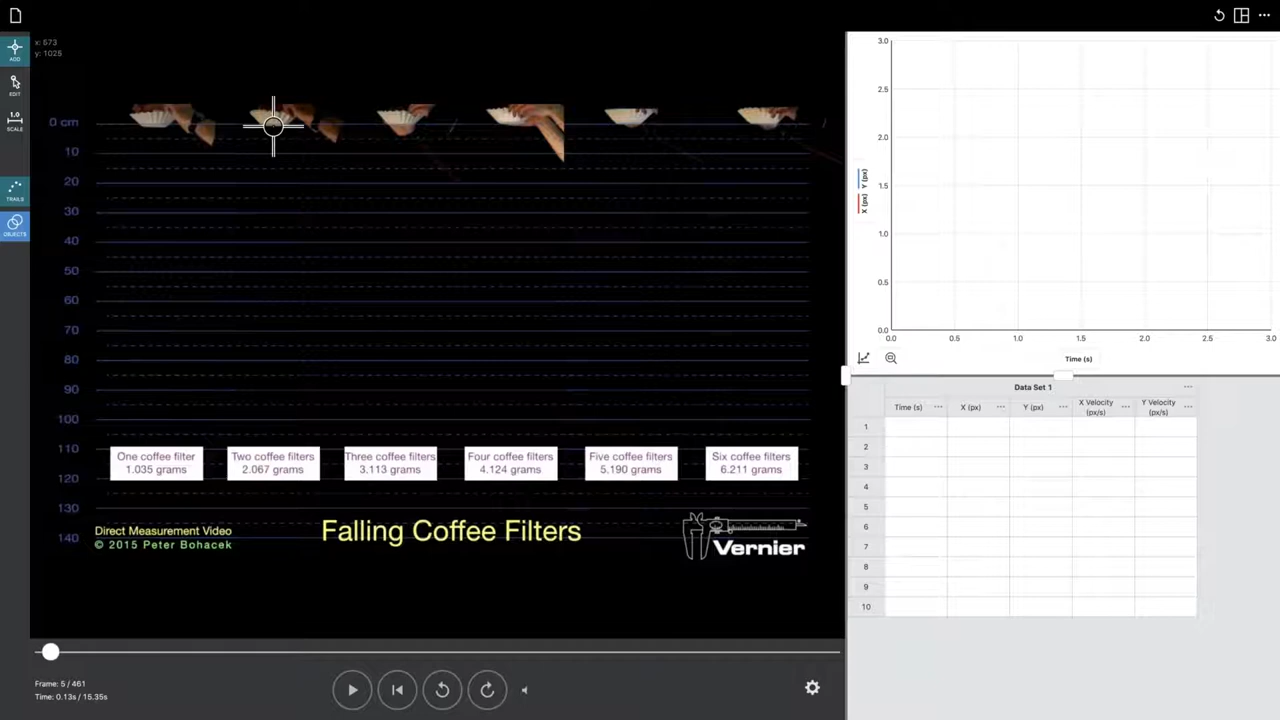 x: 573
y: 1025
ADD
EDIT
1.0
SCALE
TRAILS
OBJECTS
0 cm
10
20
30
40
50
60
70
80
90
100
110
120
130
140
One coffee filter
1.035 grams
Two coffee filters
2.067 grams
Three coffee filters
3.113 grams
Four coffee filters
4.124 grams
Five coffee filters
5.190 grams
Six coffee filters
6.211 grams
Direct Measurement Video
© 2015 Peter Bohacek
Falling Coffee Filters
Vernier
Frame: 5 / 461
Time: 0.13s / 15.35s
3.0
2.5
2.0
1.5
1.0
0.5
0.0
X (px) Y (px)
0.0 0.5 1.0 1.5 2.0 2.5 3.0
Time (s)
Data Set 1
Time (s) X (px) Y (px) X Velocity (px/s) Y Velocity (px/s)
1
2
3
4
5
6
7
8
9
10